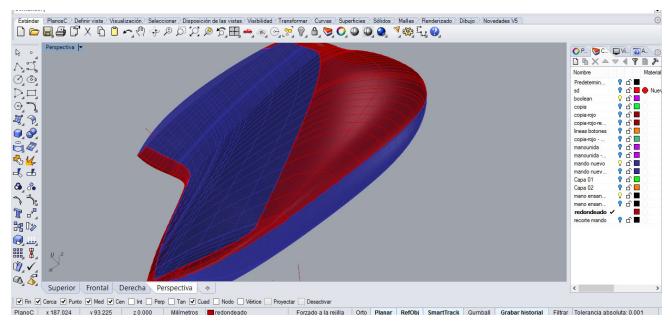 Estándar PlanosC Definir vista Visualización Seleccionar Disposición de las vistas Visibilidad Transformar Curvas Superficies Sólidos Mallas Renderizado Dibujo Novedades V5
Perspectiva
P... C... Vi... A...
Nombre Material
Predetermin...
sd Nuev
boolean
copia
copia-rojo
copia-rojo-re...
lineas botones
copia-rojo - ...
manounida
manounida -...
mando nuevo
mando nuev...
Capa 01
Capa 02
mano ensan...
mano ensan...
redondeado
recorte mando
z
Superior Frontal Derecha Perspectiva
Fin Cerca Punto Med Cen Int Perp Tan Cuad Nodo Vértice Proyectar Desactivar
PlanoC x 187.024 y 93.225 z 0.000 Milímetros redondeado Forzado a la rejilla Orto Planar RefObj SmartTrack Gumball Grabar historial Filtrar Tolerancia absoluta: 0.001